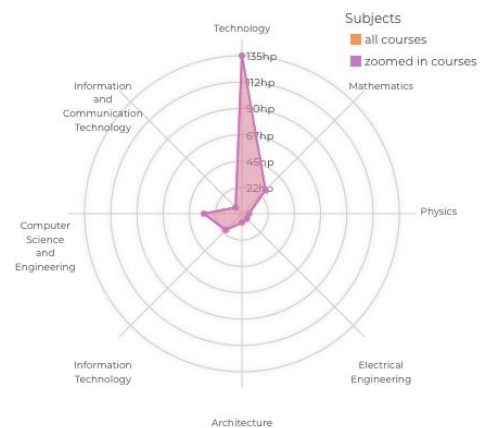 Subjects
all courses
zoomed in courses
Technology
135hp
112hp
90hp
67hp
45hp
22hp
Mathematics
Physics
Electrical
Engineering
Architecture
Information
Technology
Computer
Science
and
Engineering
Information
and
Communication
Technology